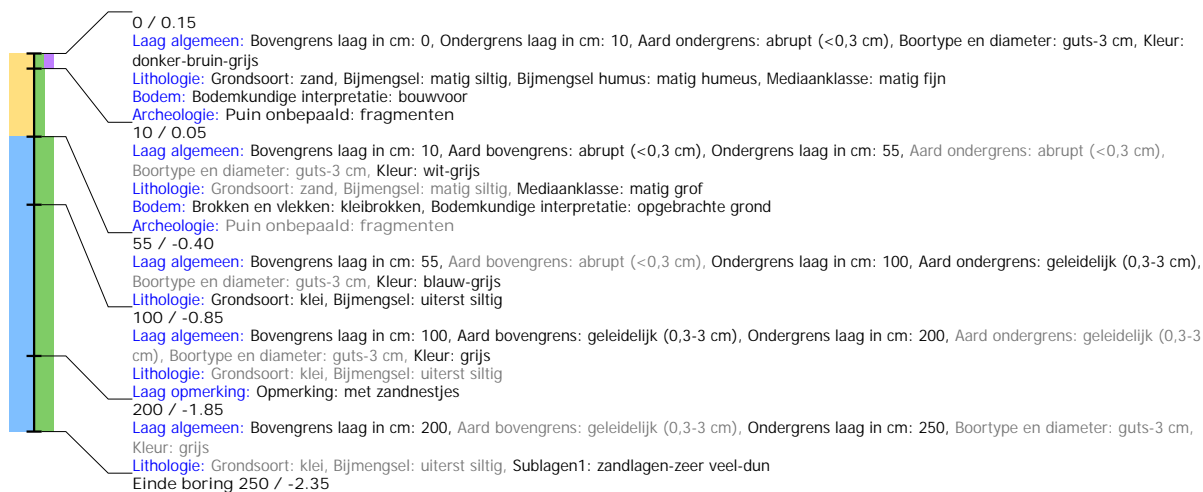 0 / 0.15
Laag algemeen: Bovengrens laag in cm: 0, Ondergrens laag in cm: 10, Aard ondergrens: abrupt (<0,3 cm), Boortype en diameter: guts-3 cm, Kleur:
donker-bruin-grijs
Lithologie: Grondsoort: zand, Bijmengsel: matig siltig, Bijmengsel humus: matig humeus, Mediaanklasse: matig fijn
Bodem: Bodemkundige interpretatie: bouwvoor
Archeologie: Puin onbepaald: fragmenten
10 / 0.05
Laag algemeen: Bovengrens laag in cm: 10, Aard bovengrens: abrupt (<0,3 cm), Ondergrens laag in cm: 55, Aard ondergrens: abrupt (<0,3 cm),
Boortype en diameter: guts-3 cm, Kleur: wit-grijs
Lithologie: Grondsoort: zand, Bijmengsel: matig siltig, Mediaanklasse: matig grof
Bodem: Brokken en vlekken: kleibrokken, Bodemkundige interpretatie: opgebrachte grond
Archeologie: Puin onbepaald: fragmenten
55 / -0.40
Laag algemeen: Bovengrens laag in cm: 55, Aard bovengrens: abrupt (<0,3 cm), Ondergrens laag in cm: 100, Aard ondergrens: geleidelijk (0,3-3 cm),
Boortype en diameter: guts-3 cm, Kleur: blauw-grijs
Lithologie: Grondsoort: klei, Bijmengsel: uiterst siltig
100 / -0.85
Laag algemeen: Bovengrens laag in cm: 100, Aard bovengrens: geleidelijk (0,3-3 cm), Ondergrens laag in cm: 200, Aard ondergrens: geleidelijk (0,3-3
cm), Boortype en diameter: guts-3 cm, Kleur: grijs
Lithologie: Grondsoort: klei, Bijmengsel: uiterst siltig
Laag opmerking: Opmerking: met zandnestjes
200 / -1.85
Laag algemeen: Bovengrens laag in cm: 200, Aard bovengrens: geleidelijk (0,3-3 cm), Ondergrens laag in cm: 250, Boortype en diameter: guts-3 cm,
Kleur: grijs
Lithologie: Grondsoort: klei, Bijmengsel: uiterst siltig, Sublagen1: zandlagen-zeer veel-dun
Einde boring 250 / -2.35